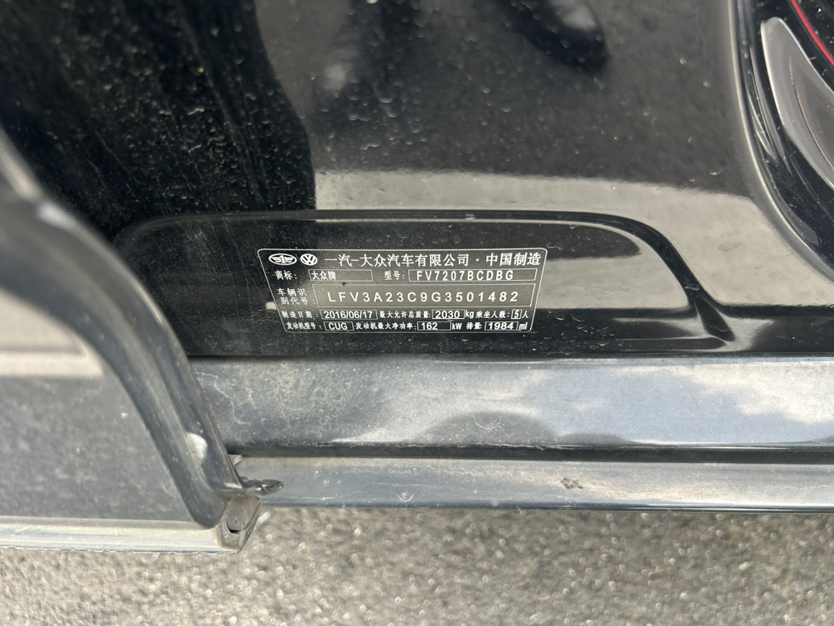 一汽-大众汽车有限公司·中国制造
商标: 大众牌 型号: FV7207BCDBG
车辆识别代号 LFV3A23C9G3501482
制造日期: 2016/06/17 最大允许总质量: 2030 kg 乘坐人数: 5 人
发动机型号: CUG 发动机最大净功率: 162 kW 排量: 1984 ml